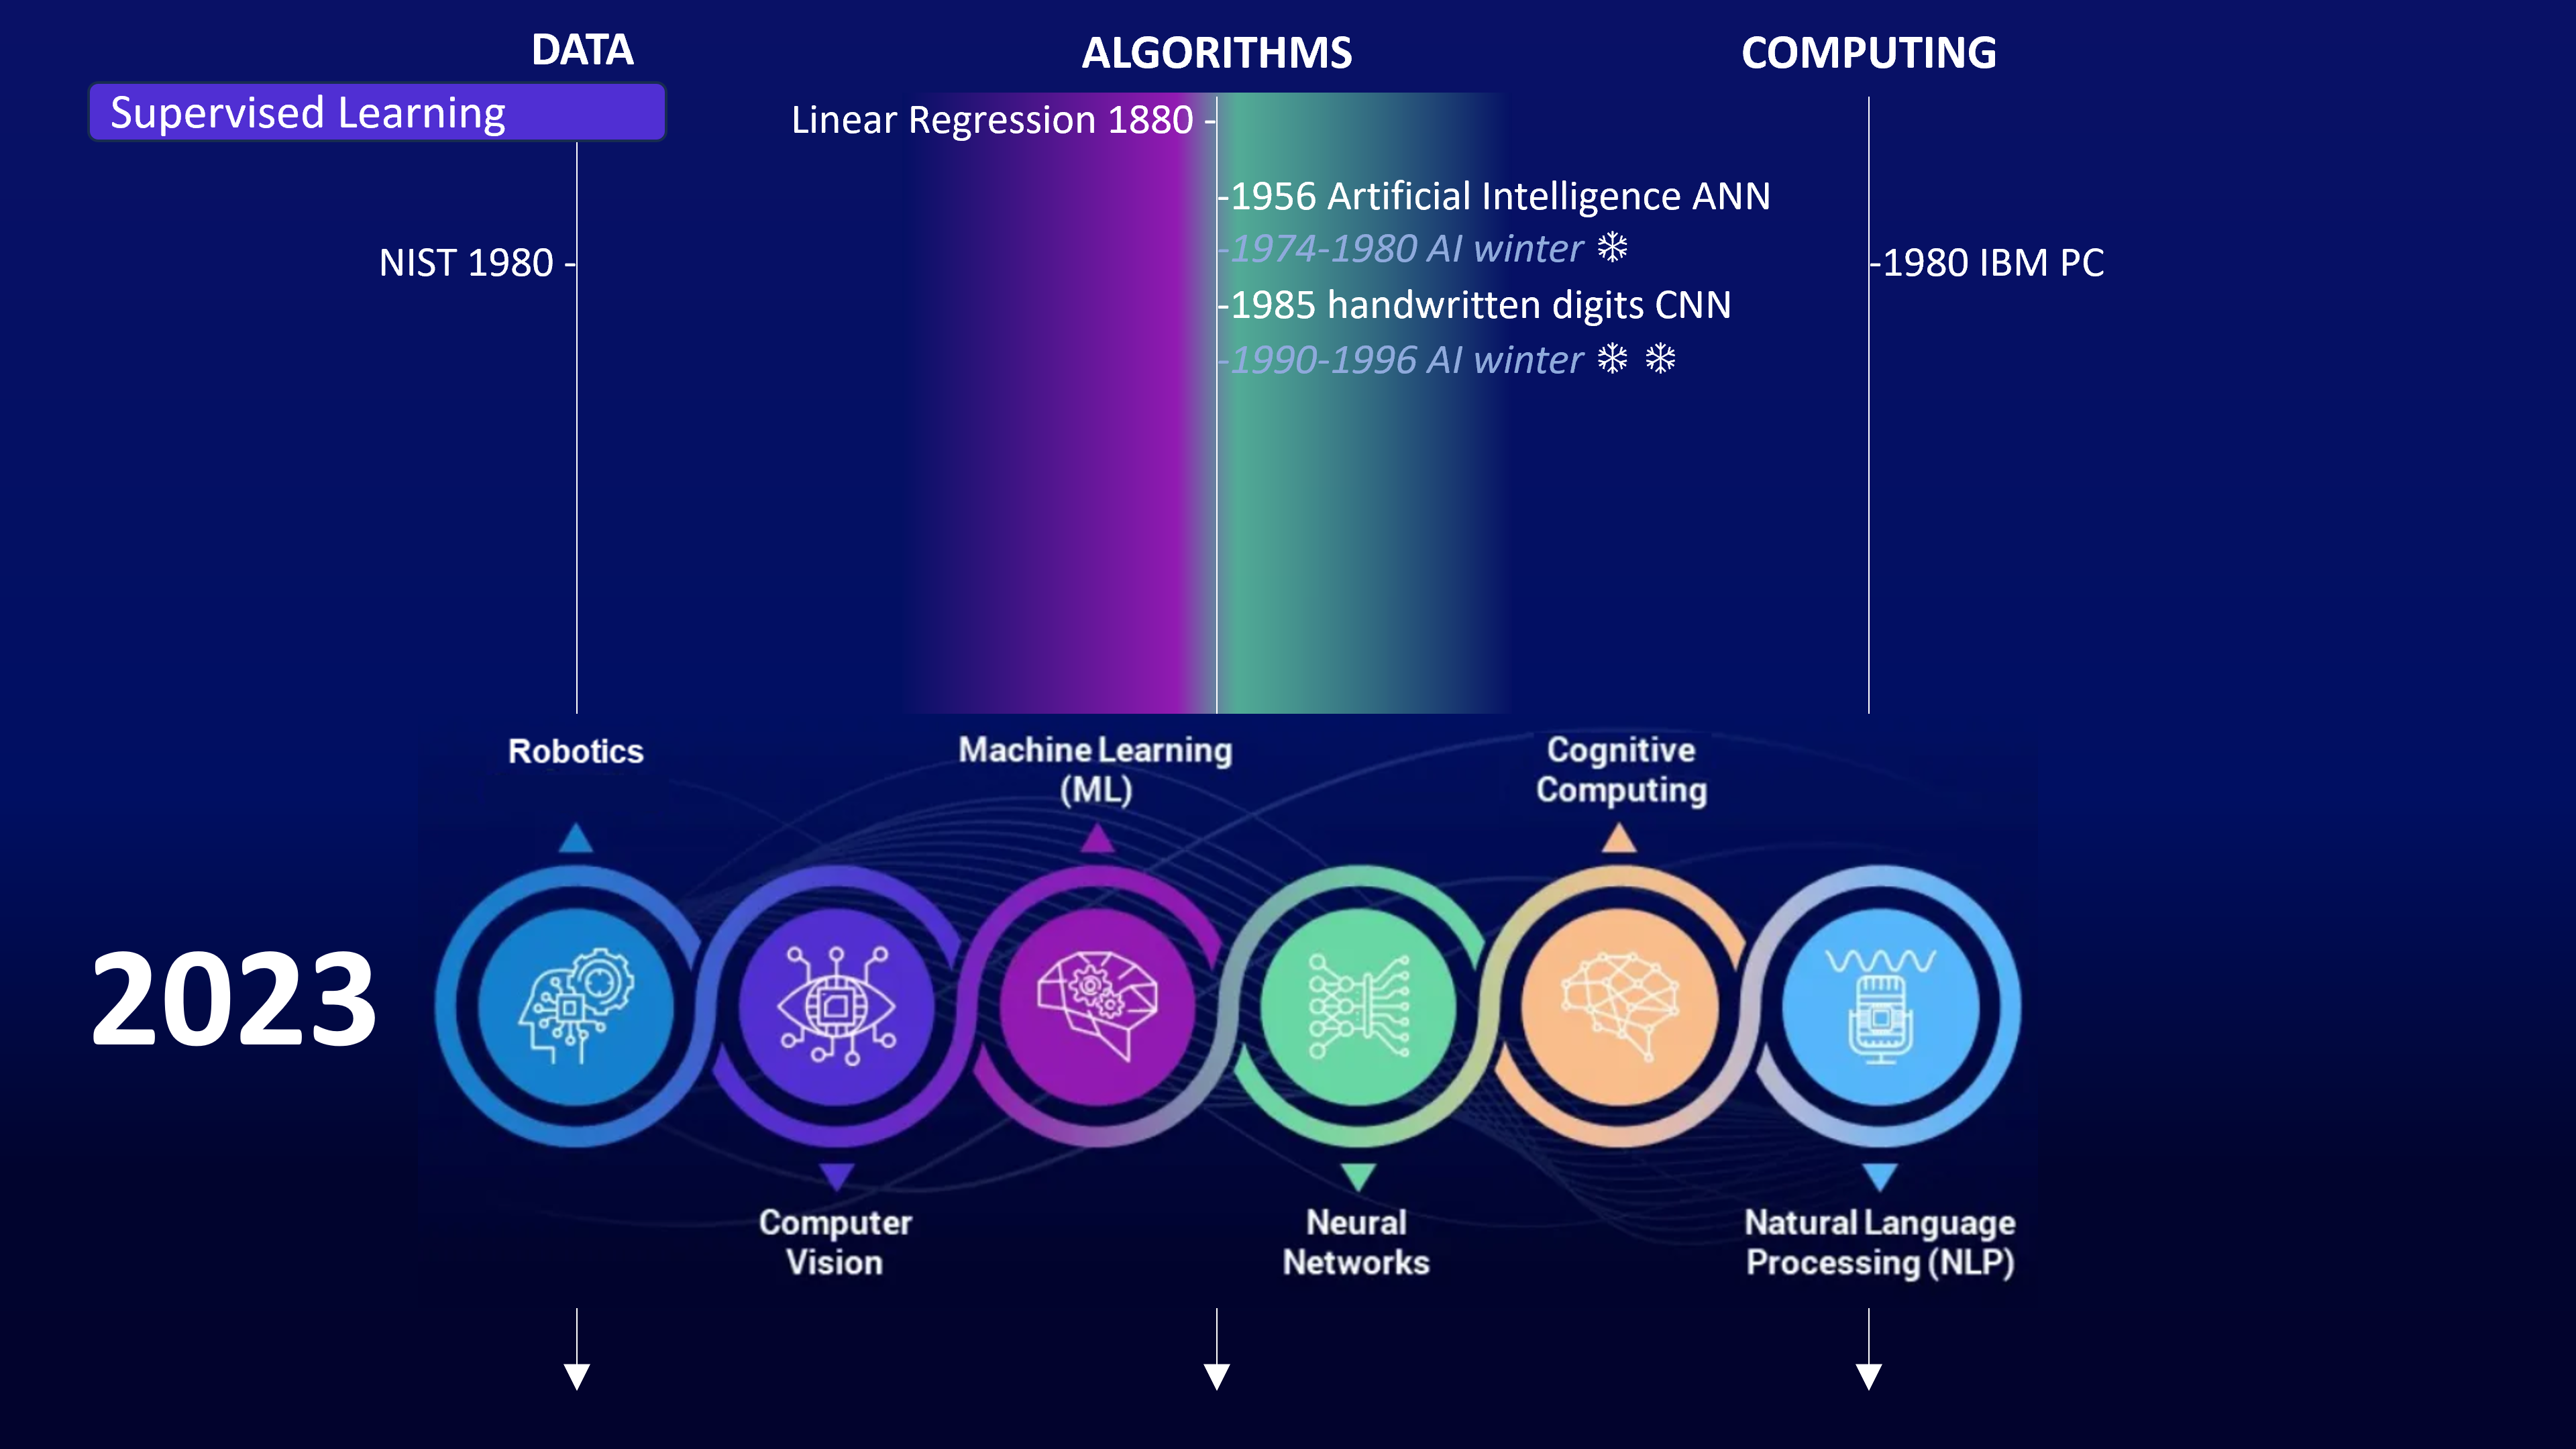 DATA
ALGORITHMS
COMPUTING
Supervised Learning
Linear Regression 1880 -
-1956 Artificial Intelligence ANN
-1974-1980 AI winter ❄
NIST 1980 -
-1980 IBM PC
-1985 handwritten digits CNN
-1990-1996 AI winter ❄ ❄
Robotics
Machine Learning
(ML)
Cognitive
Computing
2023
Computer
Vision
Neural
Networks
Natural Language
Processing (NLP)